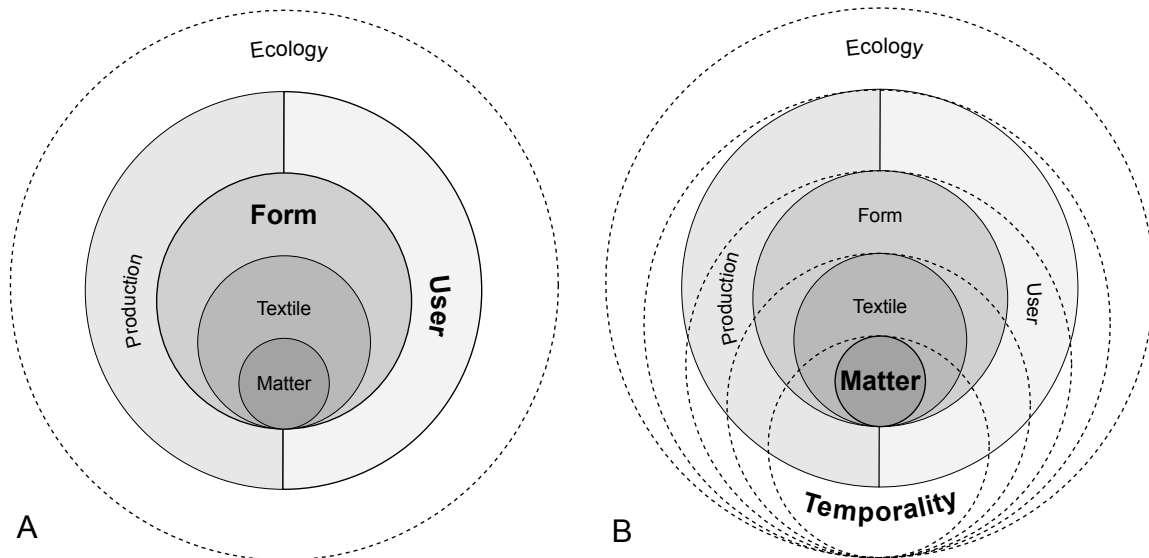 Ecology
Form
Production
User
Textile
Matter
A
Ecology
Form
Production
User
Textile
Matter
Temporality
B